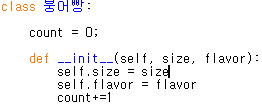 class 붕어빵:
count = 0;
def __init__(self, size, flavor):
self.size = size
self.flavor = flavor
count+=1